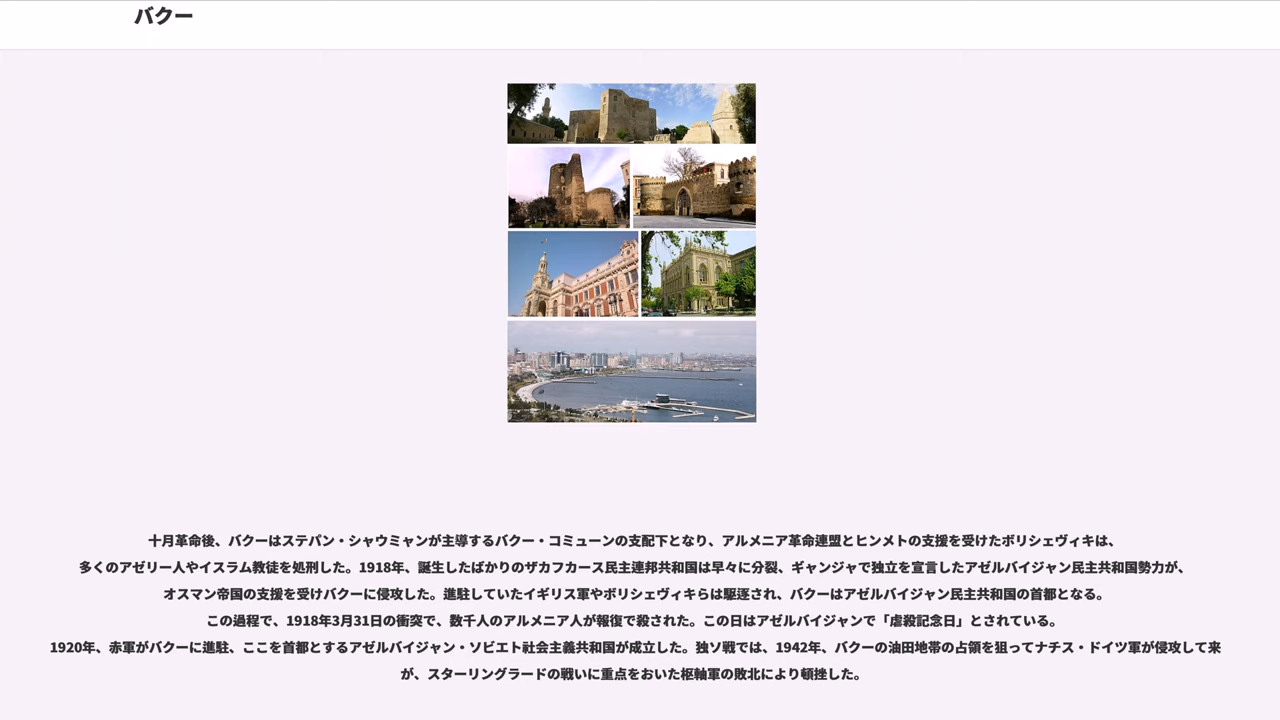 バクー
十月革命後、バクーはステパン・シャウミャンが主導するバクー・コミューンの支配下となり、アルメニア革命連盟とヒンメトの支援を受けたボリシェヴィキは、
多くのアゼリー人やイスラム教徒を処刑した。1918年、誕生したばかりのザカフカース民主連邦共和国は早々に分裂、ギャンジャで独立を宣言したアゼルバイジャン民主共和国勢力が、
オスマン帝国の支援を受けバクーに侵攻した。進駐していたイギリス軍やボリシェヴィキらは駆逐され、バクーはアゼルバイジャン民主共和国の首都となる。
この過程で、1918年3月31日の衝突で、数千人のアルメニア人が報復で殺された。この日はアゼルバイジャンで「虐殺記念日」とされている。
1920年、赤軍がバクーに進駐、ここを首都とするアゼルバイジャン・ソビエト社会主義共和国が成立した。独ソ戦では、1942年、バクーの油田地帯の占領を狙ってナチス・ドイツ軍が侵攻して来
が、スターリングラードの戦いに重点をおいた枢軸軍の敗北により頓挫した。